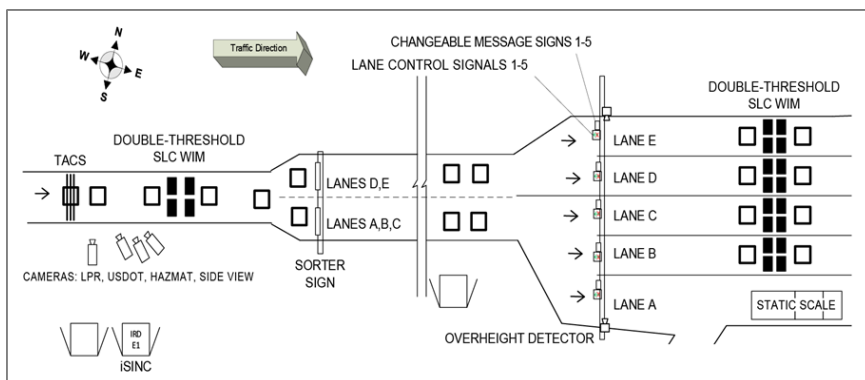 N
W
E
S
Traffic Direction
CHANGEABLE MESSAGE SIGNS 1-5
LANE CONTROL SIGNALS 1-5
DOUBLE-THRESHOLD
SLC WIM
DOUBLE-THRESHOLD
SLC WIM
TACS
LANES D,E
LANES A,B,C
LANE E
LANE D
LANE C
LANE B
LANE A
CAMERAS: LPR, USDOT, HAZMAT, SIDE VIEW
SORTER
SIGN
STATIC SCALE
OVERHEIGHT DETECTOR
IRD
E1
iSINC